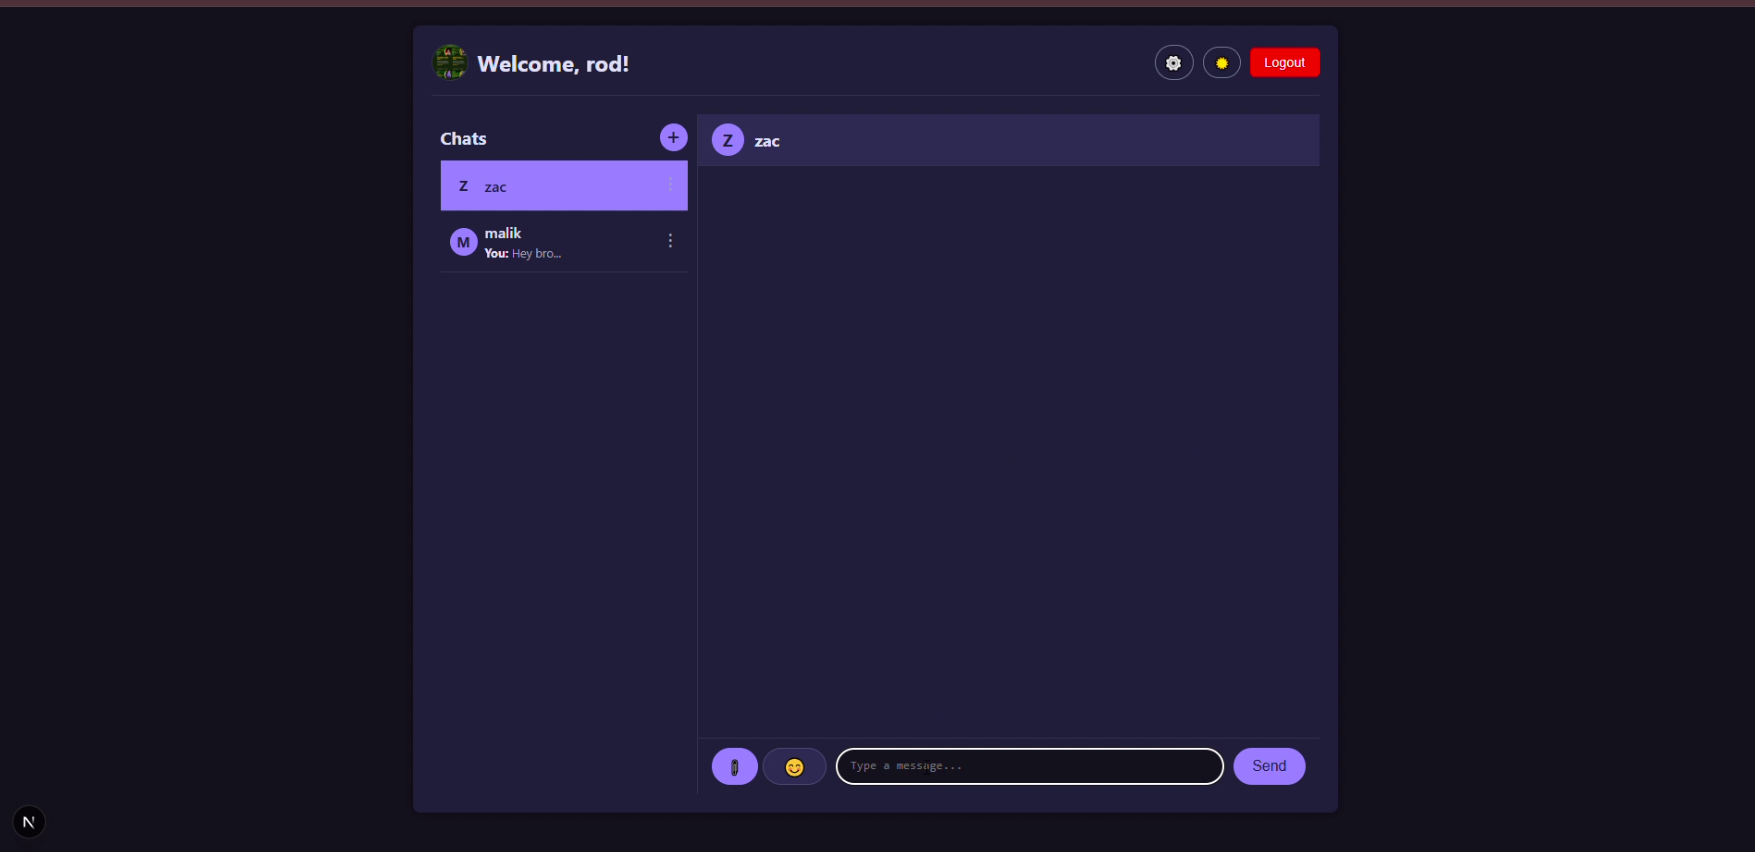 Welcome, rod!
Logout
Chats
+
Z zac
M malik
You: Hey bro...
Z zac
Type a message...
Send
N